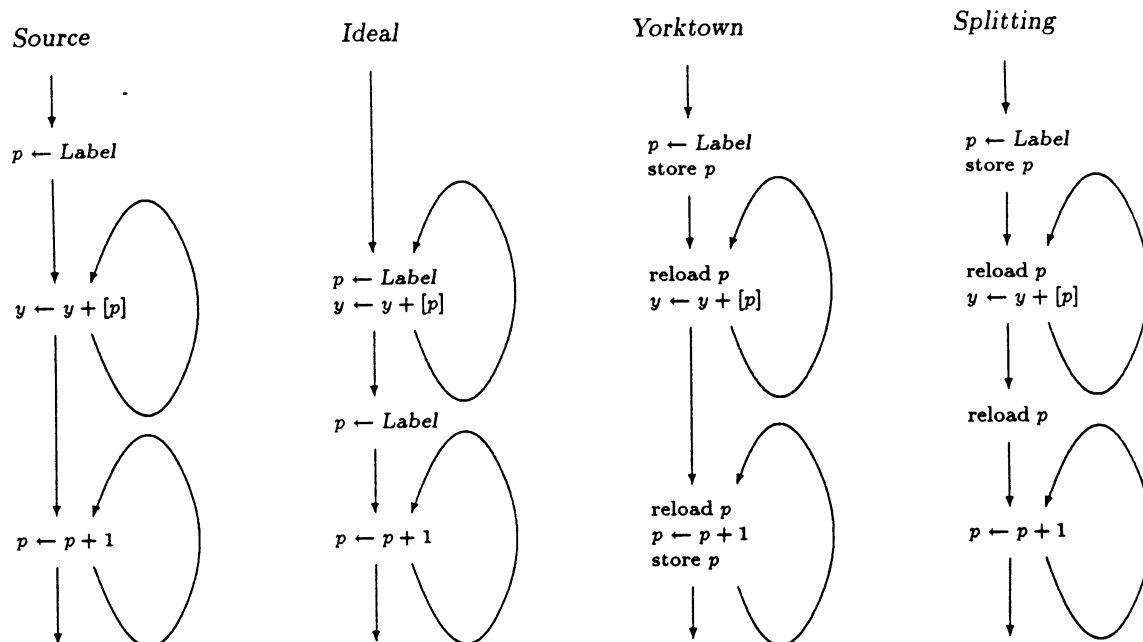 Source
p ← Label
y ← y + [p]
p ← p + 1
Ideal
p ← Label
y ← y + [p]
p ← Label
p ← p + 1
Yorktown
p ← Label
store p
reload p
y ← y + [p]
reload p
p ← p + 1
store p
Splitting
p ← Label
store p
reload p
y ← y + [p]
reload p
p ← p + 1